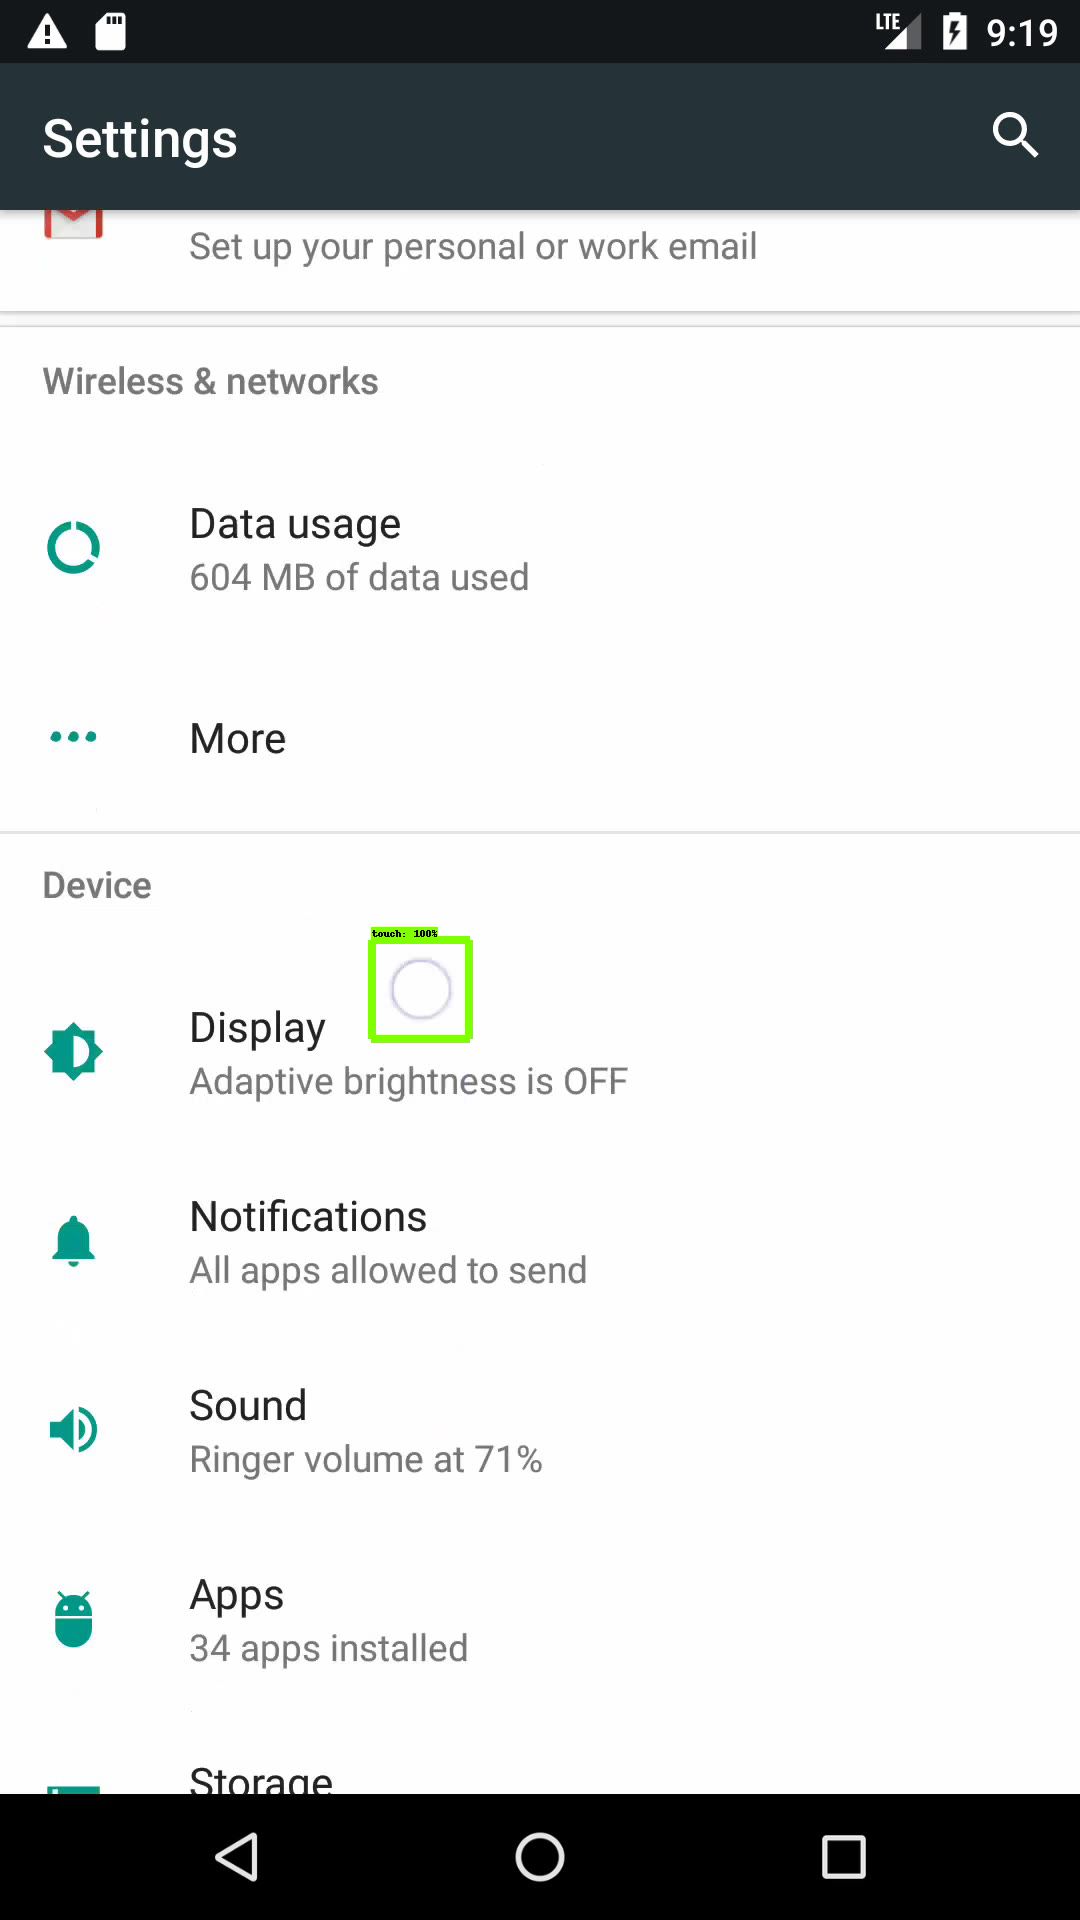 LTE 9:19
Settings
Set up your personal or work email
Wireless & networks
Data usage
604 MB of data used
More
Device
touch: 100%
Display
Adaptive brightness is OFF
Notifications
All apps allowed to send
Sound
Ringer volume at 71%
Apps
34 apps installed
Storage